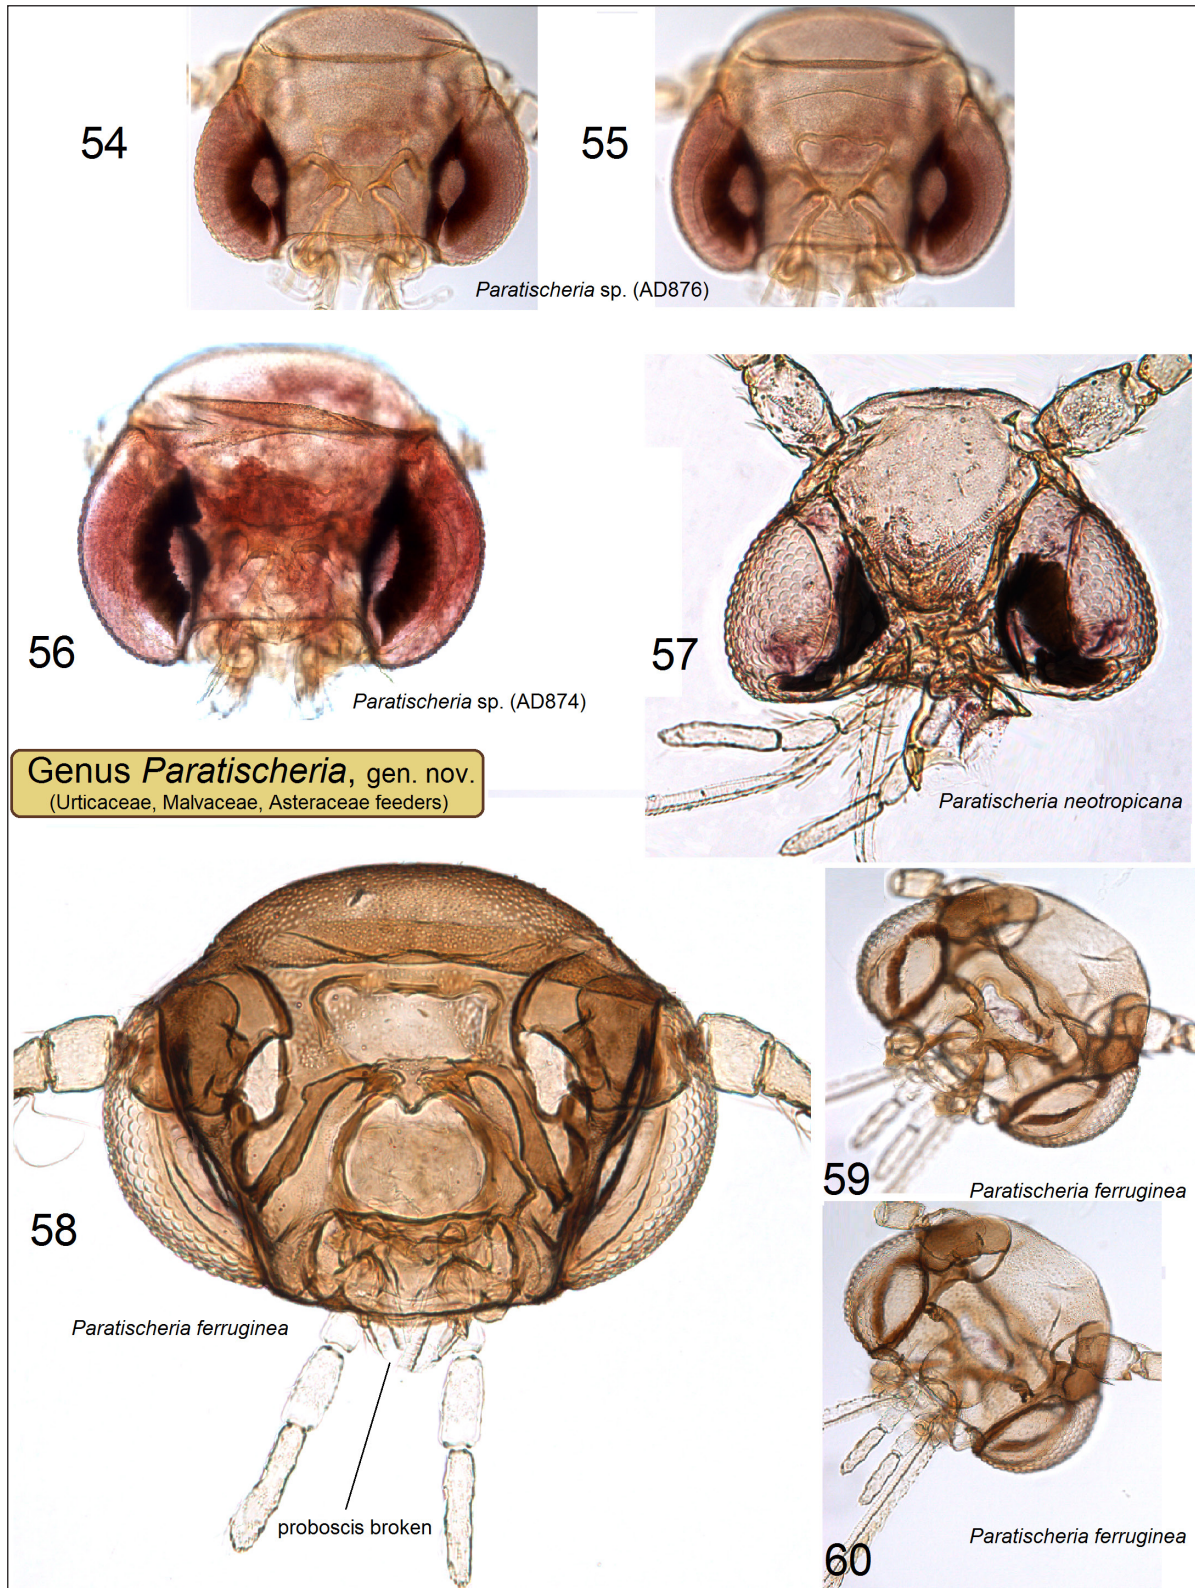 54
55
Paratischeria sp. (AD876)
56
Paratischeria sp. (AD874)
57
Paratischeria neotropicana
Genus Paratischeria, gen. nov.
(Urticaceae, Malvaceae, Asteraceae feeders)
58
Paratischeria ferruginea
proboscis broken
59
Paratischeria ferruginea
60
Paratischeria ferruginea